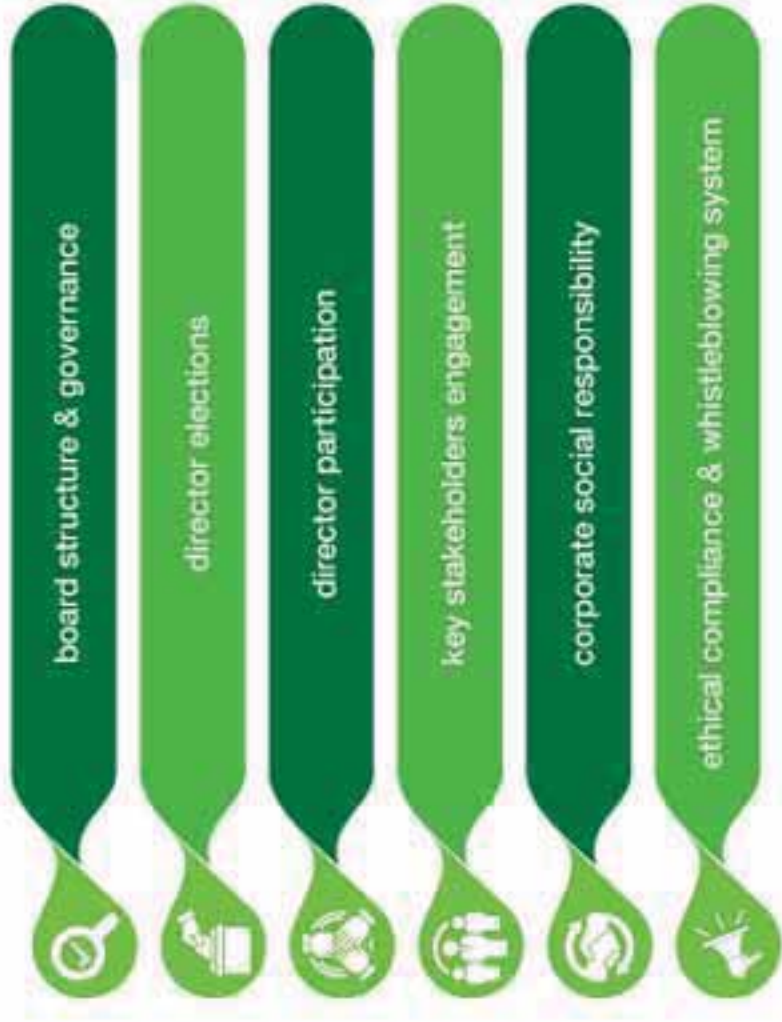 board structure & governance
director elections
director participation
key stakeholders engagement
corporate social responsibility
ethical compliance & whistleblowing system